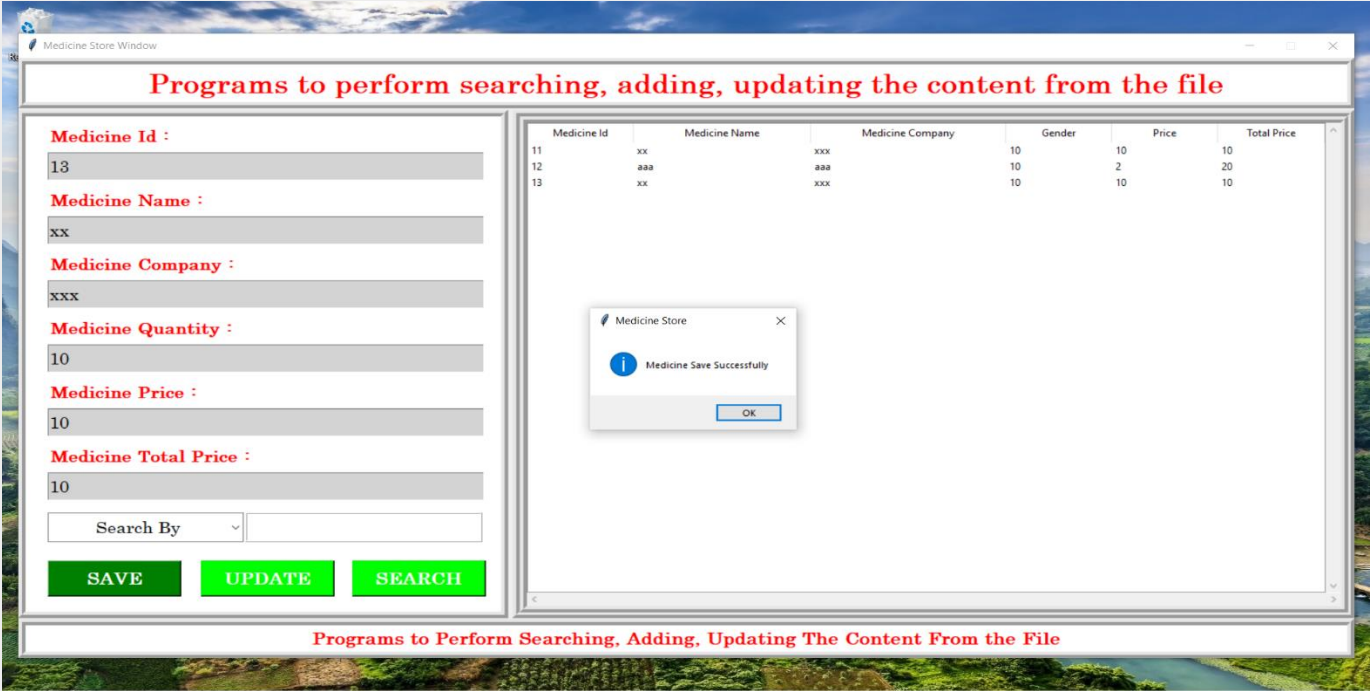 Medicine Store Window
Programs to perform searching, adding, updating the content from the file
Medicine Id :
13
Medicine Name :
xx
Medicine Company :
xxx
Medicine Quantity :
10
Medicine Price :
10
Medicine Total Price :
10
Search By
SAVE UPDATE SEARCH
Medicine Id Medicine Name Medicine Company Gender Price Total Price
11 xx xxx 10 10 10
12 aaa aaa 10 2 20
13 xx xxx 10 10 10
Medicine Store
Medicine Save Successfully
OK
Programs to Perform Searching, Adding, Updating The Content From the File